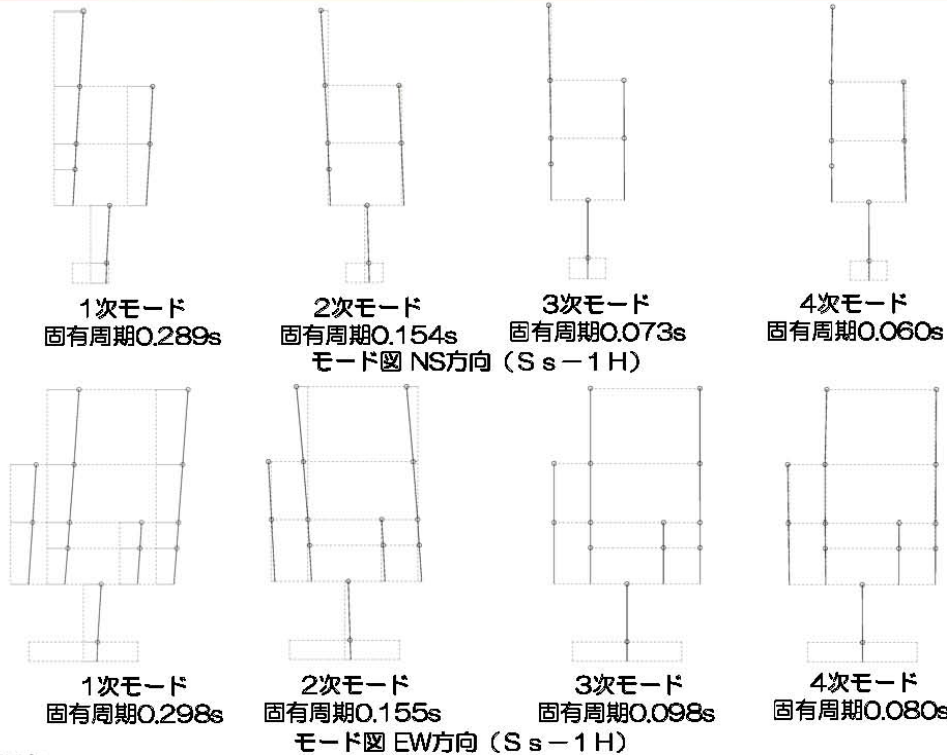 1次モード 2次モード 3次モード 4次モード
固有周期0.289s 固有周期0.154s 固有周期0.073s 固有周期0.060s
モード図 NS方向（Ｓｓ－１Ｈ）
1次モード 2次モード 3次モード 4次モード
固有周期0.298s 固有周期0.155s 固有周期0.098s 固有周期0.080s
モード図 EW方向（Ｓｓ－１Ｈ）